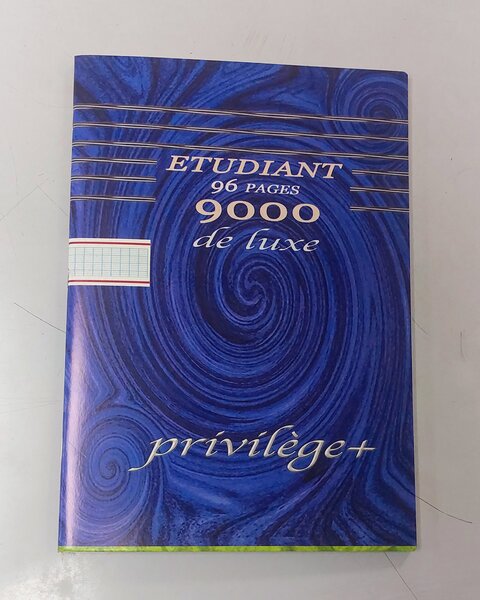 ETUDIANT
96 PAGES
9000
de luxe
privilège+